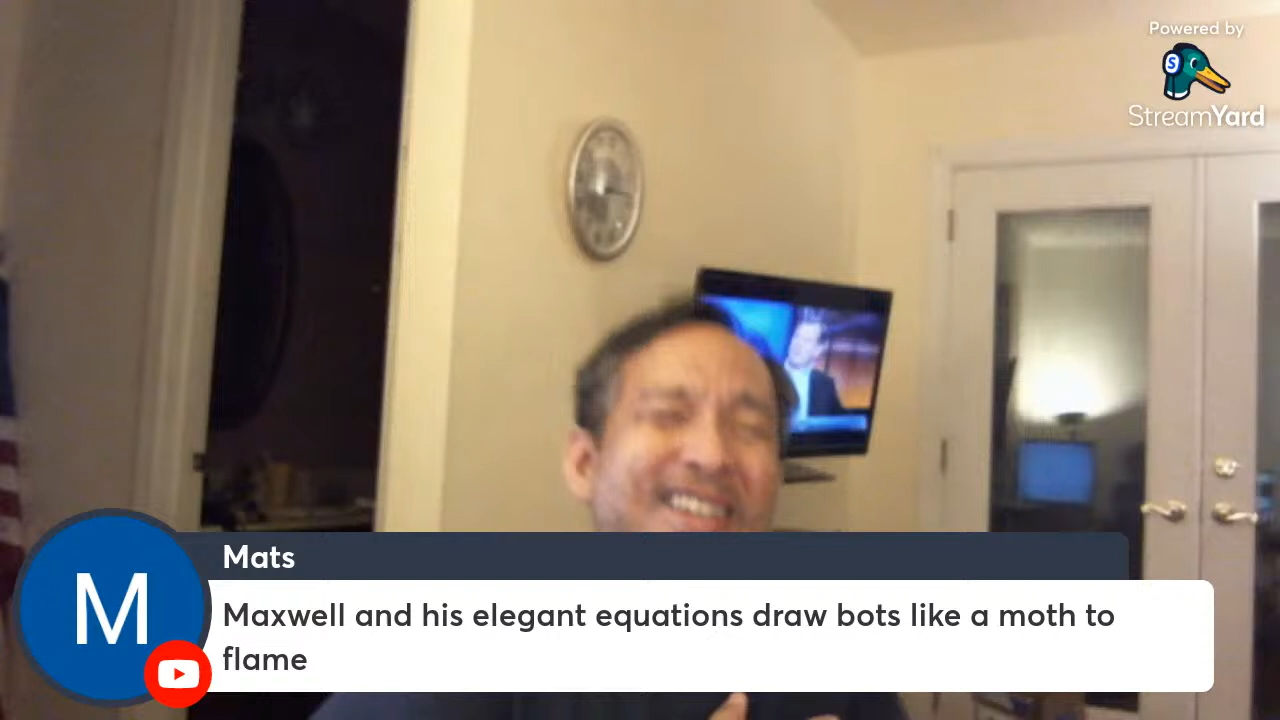 Powered by
S
StreamYard
M
Mats
Maxwell and his elegant equations draw bots like a moth to
flame